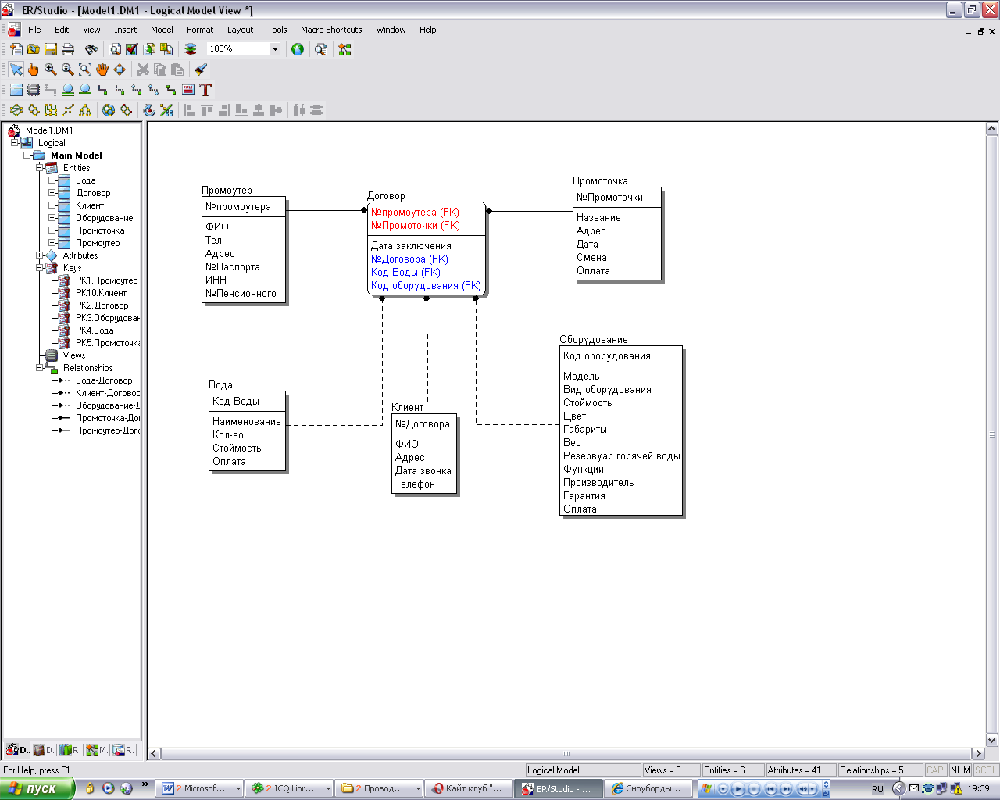 ER/Studio - [Model1.DM1 - Logical Model View *]
File Edit View Insert Model Format Layout Tools Macro Shortcuts Window Help
100%
Model1.DM1
Logical
Main Model
Entities
Вода
Договор
Клиент
Оборудование
Промоточка
Промоутер
Attributes
Keys
PK1.Промоутер
PK10.Клиент
PK2.Договор
PK3.Оборудован
PK4.Вода
PK5.Промоточка
Views
Relationships
Вода-Договор
Клиент-Договор
Оборудование-Д
Промоточка-До
Промоутер-Дог
D.. D. R. M. R.
Промоутер
№промоутера
ФИО
Тел
Адрес
№Паспорта
ИНН
№Пенсионного
Договор
№промоутера (FK)
№Промоточки (FK)
Дата заключения
№Договора (FK)
Код Воды (FK)
Код оборудования (FK)
Промоточка
№Промоточки
Название
Адрес
Дата
Смена
Оплата
Вода
Код Воды
Наименование
Кол-во
Стоймость
Оплата
Клиент
№Договора
ФИО
Адрес
Дата звонка
Телефон
Оборудование
Код оборудования
Модель
Вид оборудования
Стоймость
Цвет
Габариты
Вес
Резервуар горячей воды
Функции
Производитель
Гарантия
Оплата
For Help, press F1
Logical Model Views = 0 Entities = 6 Attributes = 41 Relationships = 5 CAP NUM SCRL
пуск » 2 Microsof... 2 ICQ Libr... 2 Провод... Кайт клуб "... ER/Studio - ... Сноуборды... RU 19:39